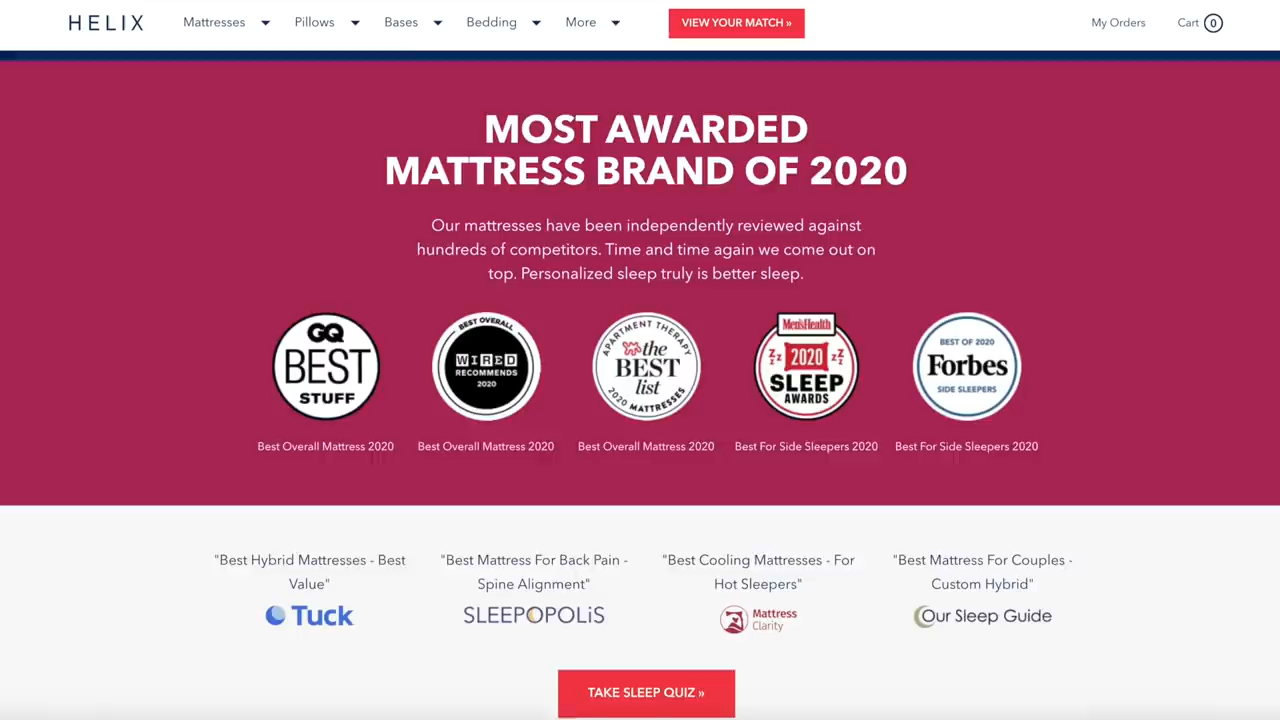 HELIX
Mattresses
Pillows
Bases
Bedding
More
VIEW YOUR MATCH »
My Orders
Cart 0
MOST AWARDED
MATTRESS BRAND OF 2020
Our mattresses have been independently reviewed against
hundreds of competitors. Time and time again we come out on
top. Personalized sleep truly is better sleep.
GQ
BEST
STUFF
BEST OVERALL
WIRED
RECOMMENDS
2020
APARTMENT THERAPY
the
BEST
list
2020 MATTRESSES
Men'sHealth
zzz 2020 zzz
SLEEP
AWARDS
BEST OF 2020
Forbes
SIDE SLEEPERS
Best Overall Mattress 2020
Best Overall Mattress 2020
Best Overall Mattress 2020
Best For Side Sleepers 2020
Best For Side Sleepers 2020
"Best Hybrid Mattresses - Best
Value"
Tuck
"Best Mattress For Back Pain -
Spine Alignment"
SLEEPOPOLiS
"Best Cooling Mattresses - For
Hot Sleepers"
Mattress
Clarity
"Best Mattress For Couples -
Custom Hybrid"
Our Sleep Guide
TAKE SLEEP QUIZ »